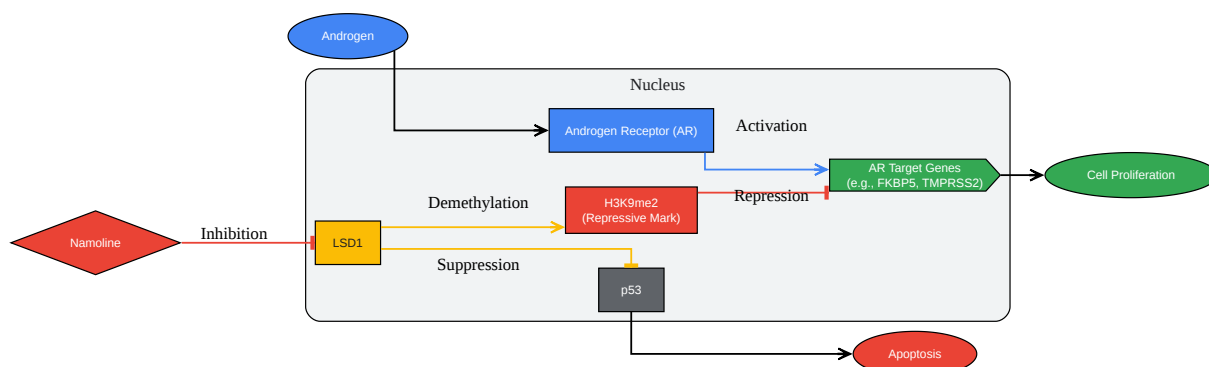 Androgen
Nucleus
Androgen Receptor (AR)
Activation
AR Target Genes
(e.g., FKBP5, TMPRSS2)
Cell Proliferation
Repression
H3K9me2
(Repressive Mark)
Demethylation
Namoline
Inhibition
LSD1
Suppression
p53
Apoptosis